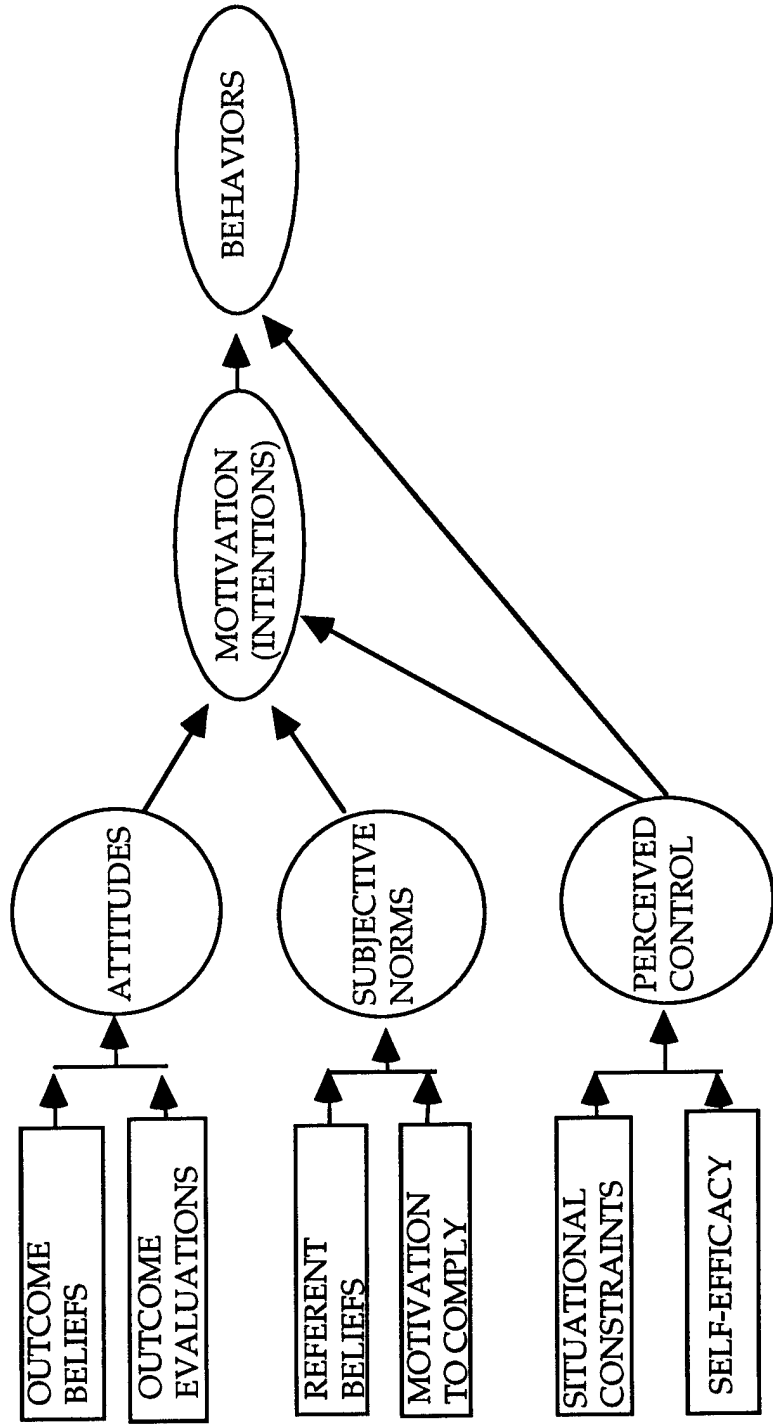 OUTCOME
BELIEFS
OUTCOME
EVALUATIONS
REFERENT
BELIEFS
MOTIVATION
TO COMPLY
SITUATIONAL
CONSTRAINTS
SELF-EFFICACY
ATTITUDES
SUBJECTIVE
NORMS
PERCEIVED
CONTROL
MOTIVATION
(INTENTIONS)
BEHAVIORS